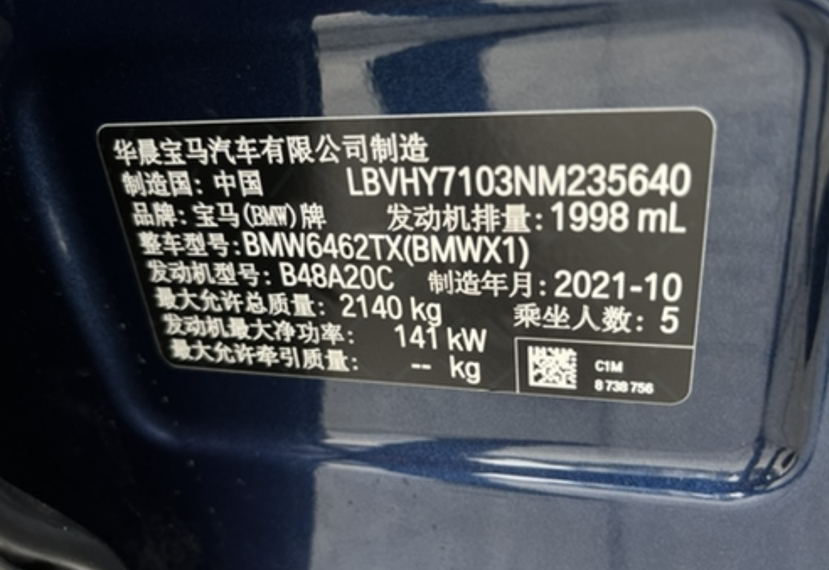 华晨宝马汽车有限公司制造
制造国：中国 LBVHY7103NM235640
品牌：宝马(BMW)牌 发动机排量：1998 mL
整车型号：BMW6462TX(BMWX1)
发动机型号：B48A20C 制造年月：2021-10
最大允许总质量：2140 kg 乘坐人数：5
发动机最大净功率：141 kW
最大允许牵引质量：-- kg
C1M
8 738 756